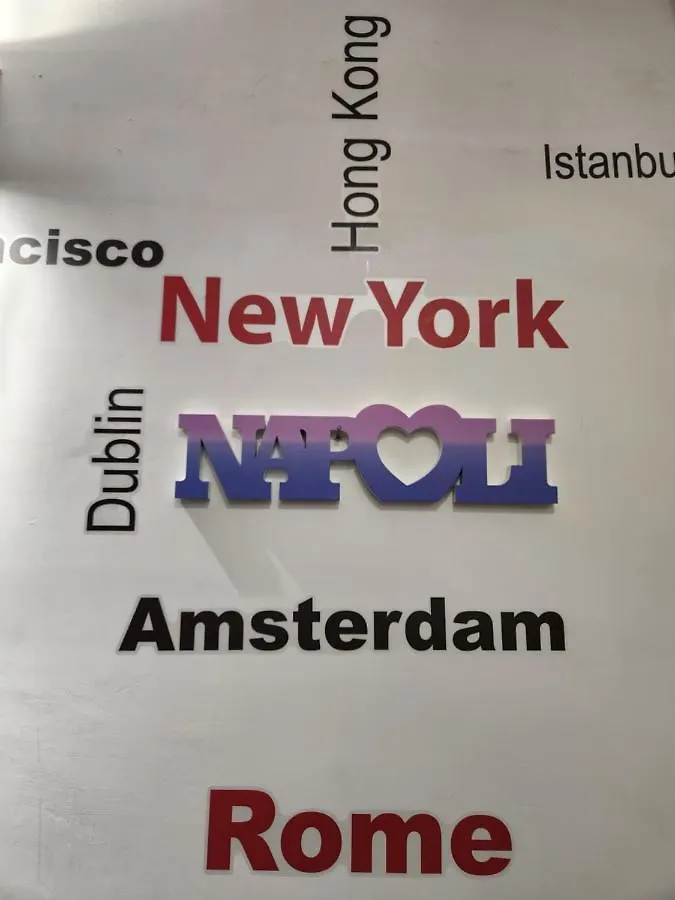 Hong Kong
Istanbu
ncisco
New York
Dublin
NAPOLI
Amsterdam
Rome